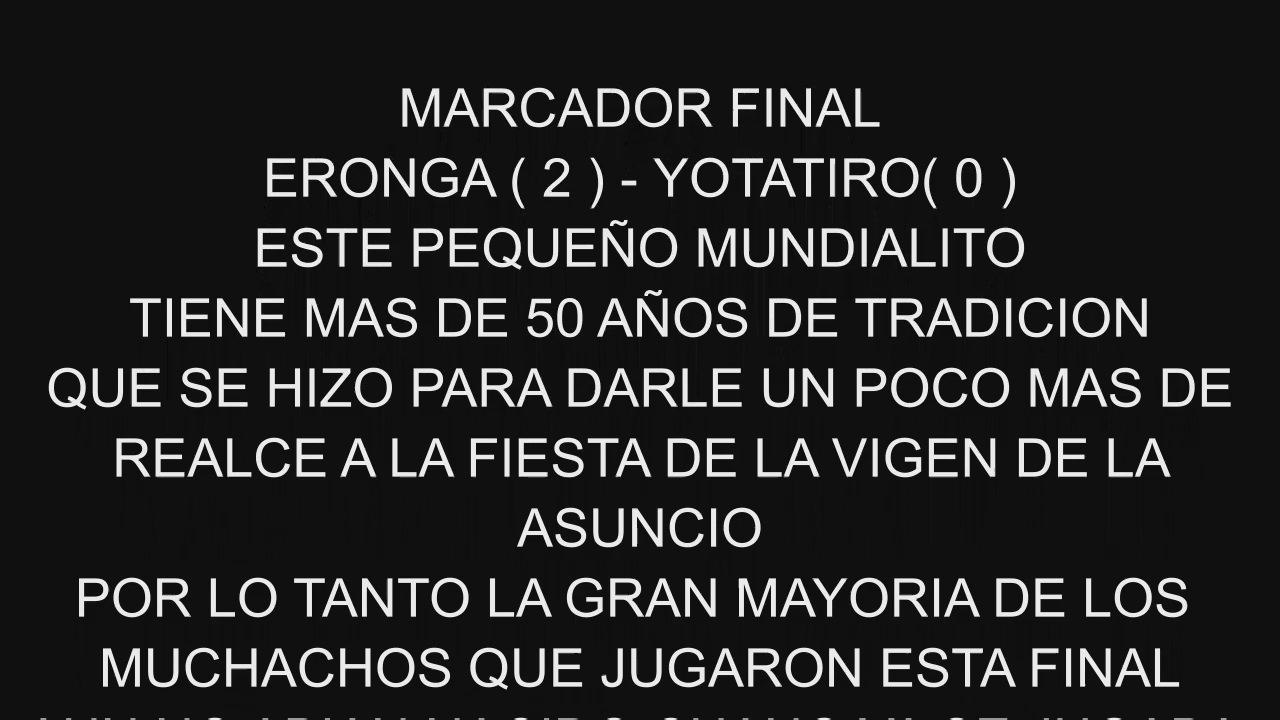 MARCADOR FINAL
ERONGA ( 2 ) - YOTATIRO( 0 )
ESTE PEQUEÑO MUNDIALITO
TIENE MAS DE 50 AÑOS DE TRADICION
QUE SE HIZO PARA DARLE UN POCO MAS DE
REALCE A LA FIESTA DE LA VIGEN DE LA
ASUNCIO
POR LO TANTO LA GRAN MAYORIA DE LOS
MUCHACHOS QUE JUGARON ESTA FINAL